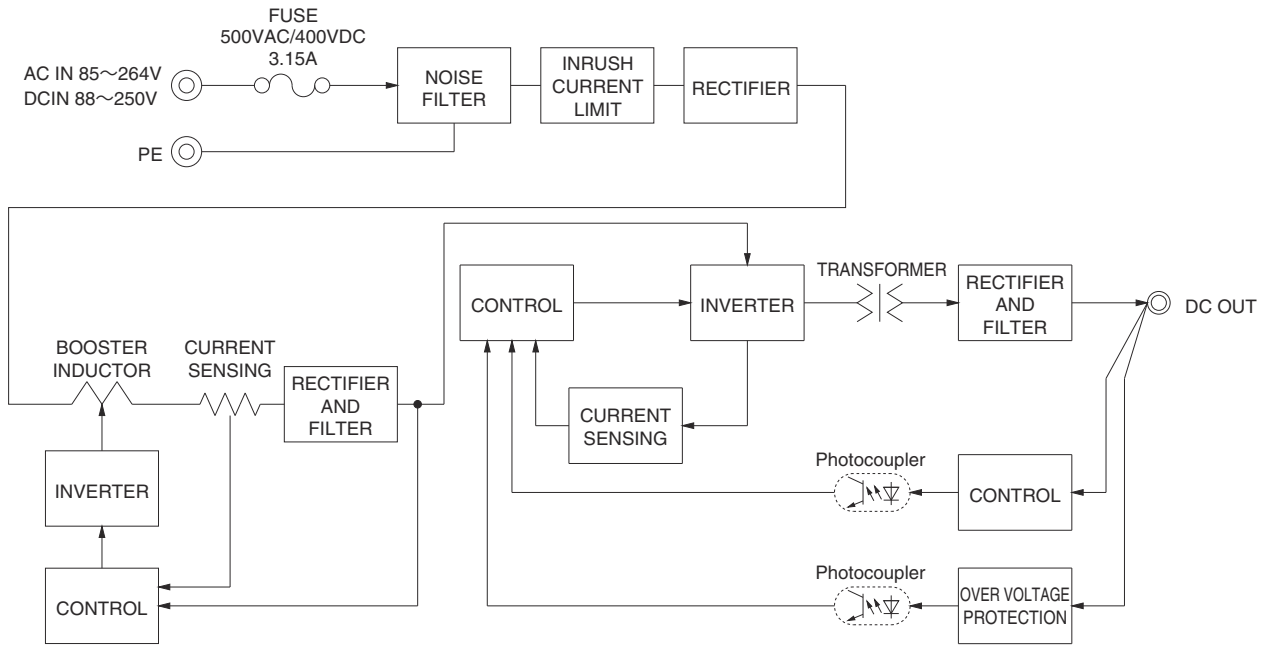 FUSE
500VAC/400VDC
3.15A
AC IN 85～264V
DCIN 88～250V
PE
NOISE
FILTER
INRUSH
CURRENT
LIMIT
RECTIFIER
BOOSTER
INDUCTOR
CURRENT
SENSING
RECTIFIER
AND
FILTER
INVERTER
CONTROL
CONTROL
INVERTER
TRANSFORMER
RECTIFIER
AND
FILTER
DC OUT
CURRENT
SENSING
Photocoupler
CONTROL
Photocoupler
OVER VOLTAGE
PROTECTION